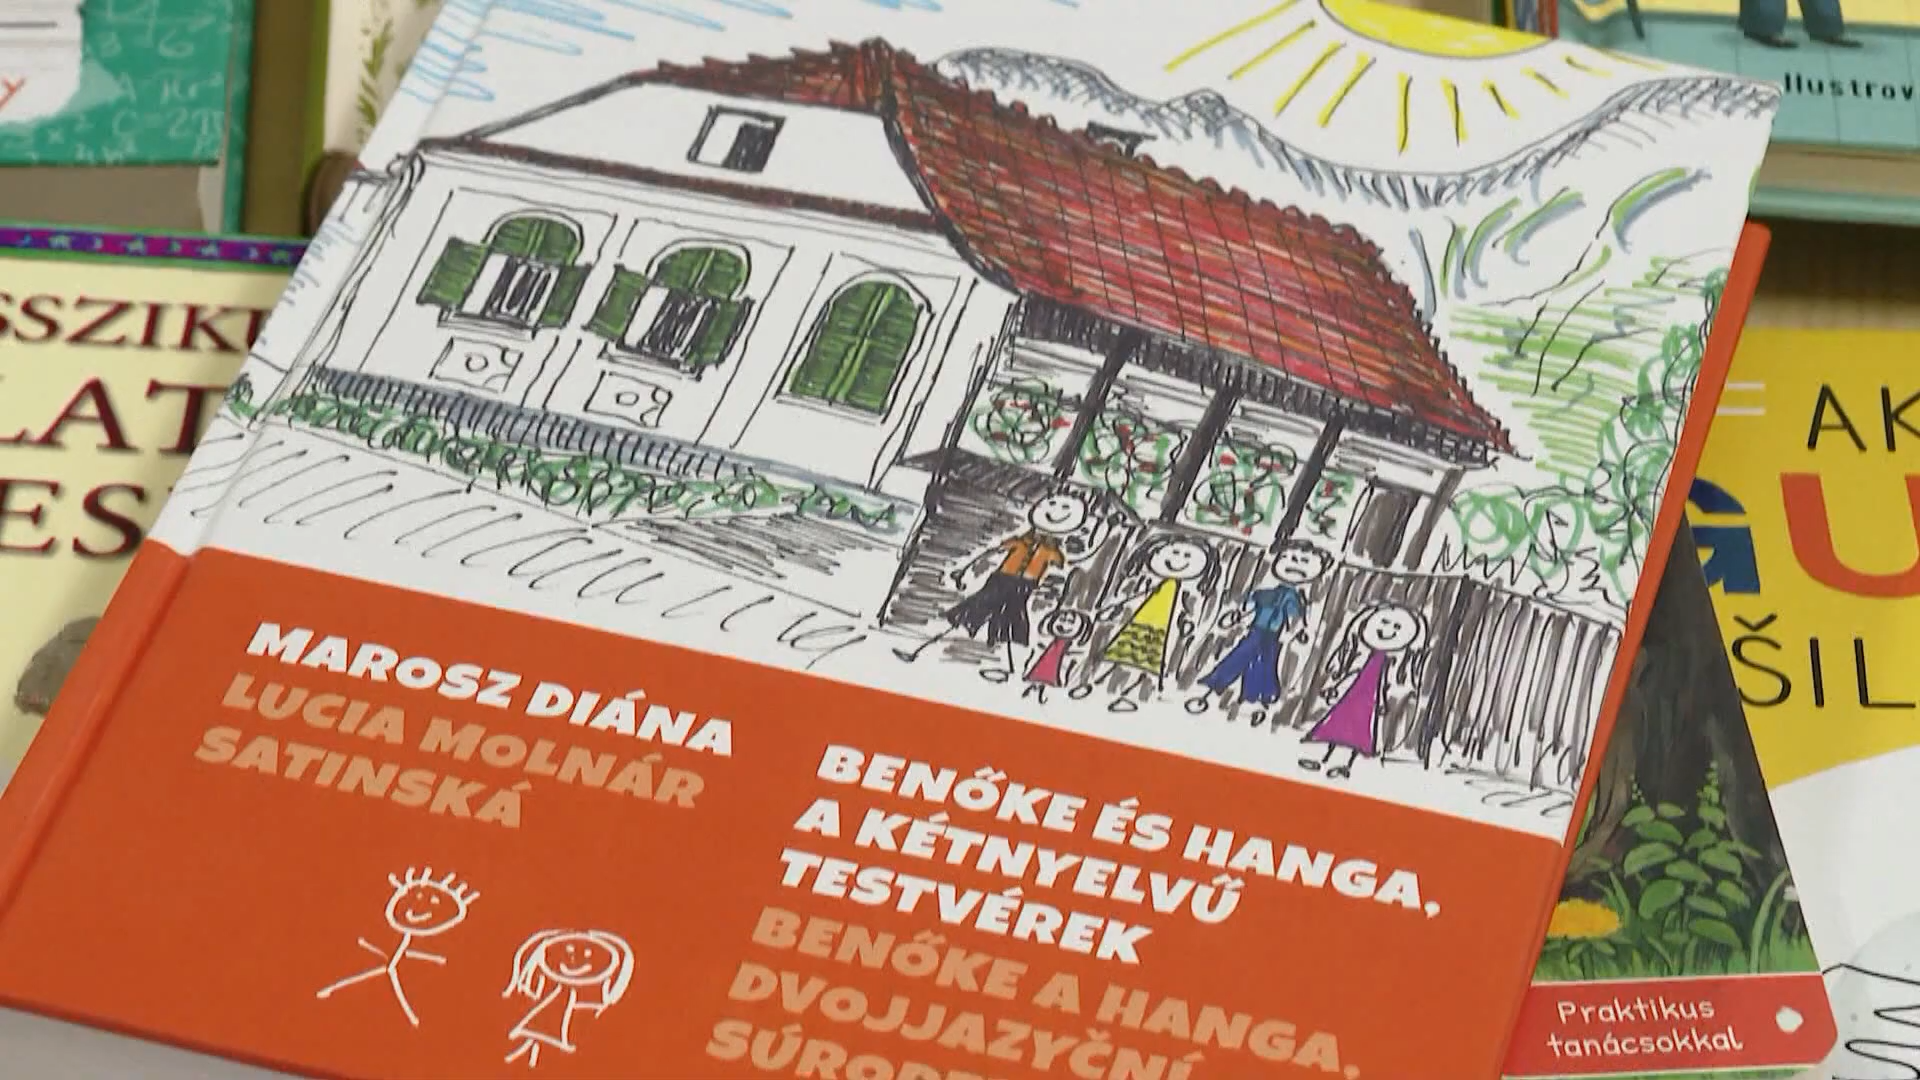 MAROSZ DIÁNA
LUCIA MOLNÁR
SATINSKÁ
BENŐKE ÉS HANGA,
A KÉTNYELVŰ
TESTVÉREK
BENŐKE A HANGA,
DVOJJAZYČNÍ
Praktikus
tanácsokkal